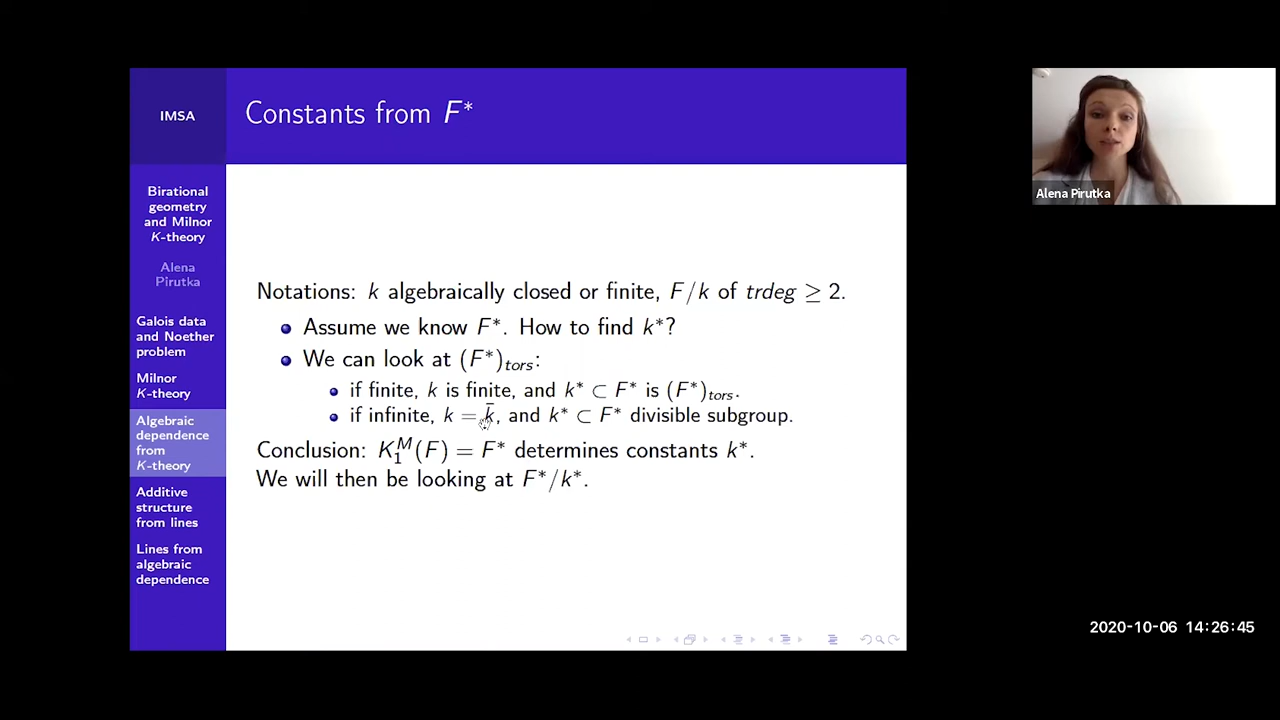 IMSA
Constants from F*
Birational
geometry
and Milnor
K-theory
Alena
Pirutka
Galois data
and Noether
problem
Milnor
K-theory
Algebraic
dependence
from
K-theory
Additive
structure
from lines
Lines from
algebraic
dependence
Notations: k algebraically closed or finite, F/k of trdeg ≥ 2.
Assume we know F*. How to find k*?
We can look at (F*)_tors:
if finite, k is finite, and k* ⊂ F* is (F*)_tors.
if infinite, k = k̄, and k* ⊂ F* divisible subgroup.
Conclusion: K₁ᴹ(F) = F* determines constants k*.
We will then be looking at F*/k*.
Alena Pirutka
2020-10-06 14:26:45